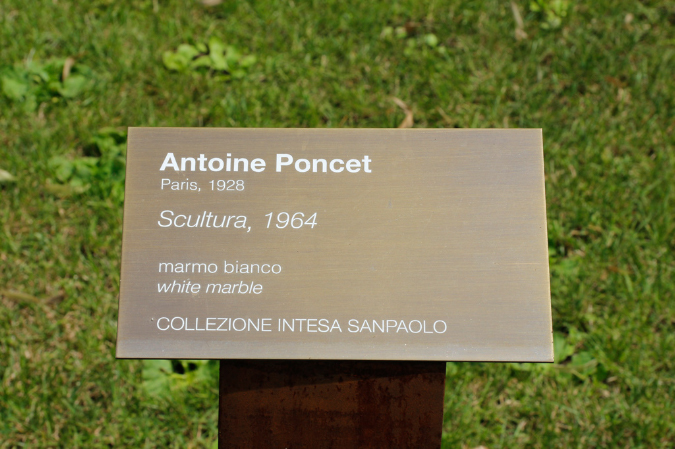 Antoine Poncet
Paris, 1928
Scultura, 1964
marmo bianco
white marble
COLLEZIONE INTESA SANPAOLO